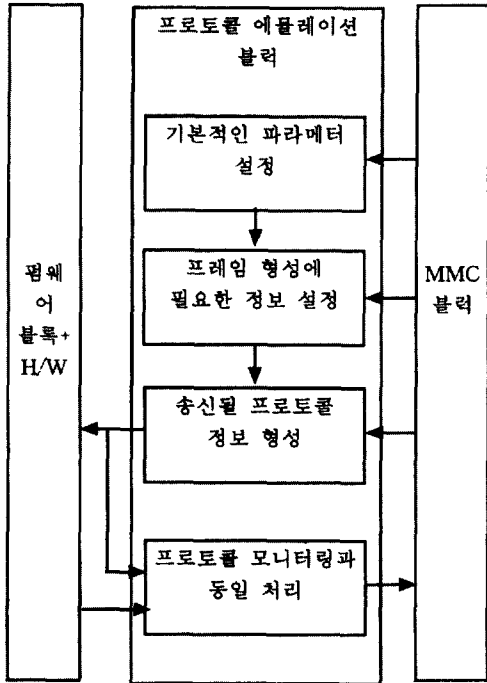 프로토콜 에뮬레이션
블럭
기본적인 파라메터
설정
프레임 형성에
필요한 정보 설정
송신될 프로토콜
정보 형성
프로토콜 모니터링과
동일 처리
펌웨
어
블록+
H/W
MMC
블럭